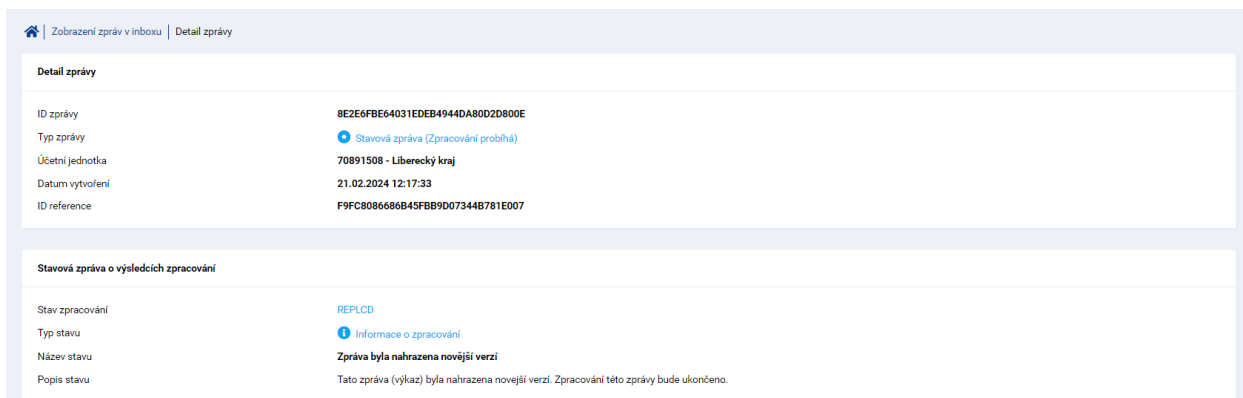 Zobrazení zpráv v inboxu | Detail zprávy
Detail zprávy
ID zprávy 8E2E6FBE64031EDEB4944DA80D2D800E
Typ zprávy Stavová zpráva (Zpracování probíhá)
Účetní jednotka 70891508 - Liberecký kraj
Datum vytvoření 21.02.2024 12:17:33
ID reference F9FC8086686B45FBB9D07344B781E007
Stavová zpráva o výsledcích zpracování
Stav zpracování REPLCD
Typ stavu Informace o zpracování
Název stavu Zpráva byla nahrazena novější verzí
Popis stavu Tato zpráva (výkaz) byla nahrazena novejší verzí. Zpracování této zprávy bude ukončeno.